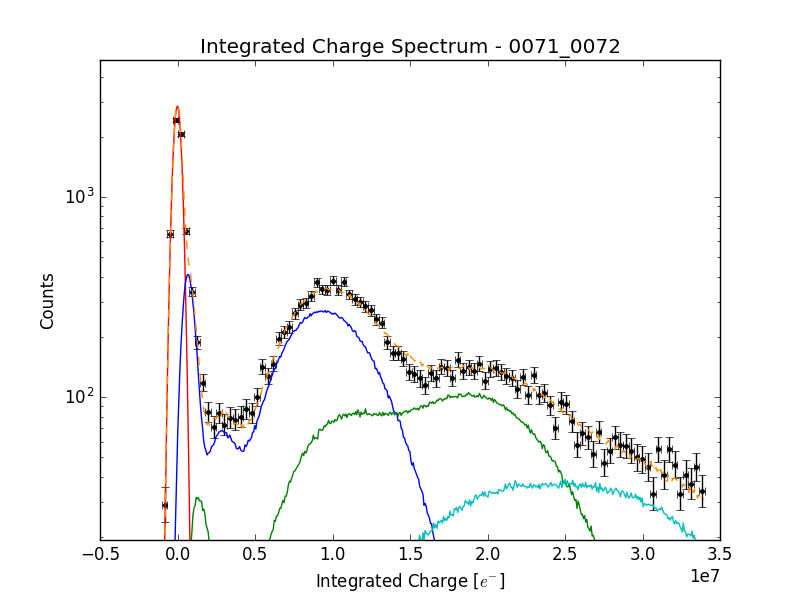 Integrated Charge Spectrum - 0071_0072
Counts
10³
10²
−0.5 0.0 0.5 1.0 1.5 2.0 2.5 3.0 3.5
1e7
Integrated Charge [e⁻]